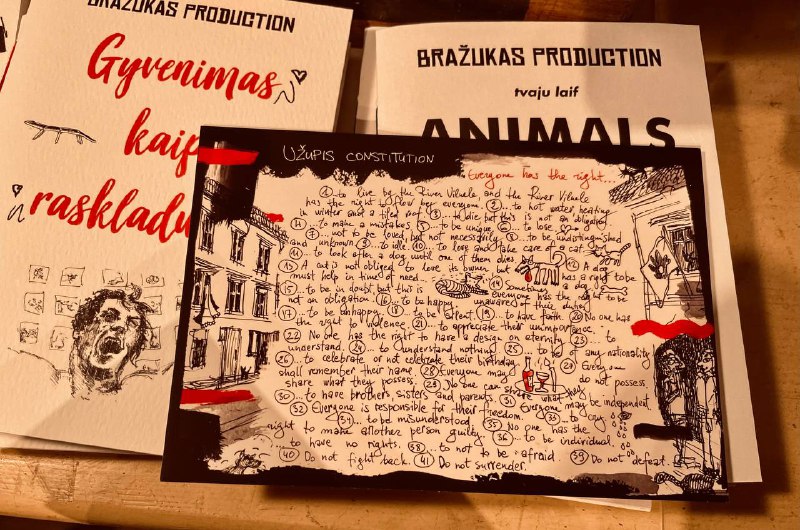 BRAŽUKAS PRODUCTION
Gyvenimas
kaip
raskladu
BRAŽUKAS PRODUCTION
tvaju laif
ANIMALS
UŽUPIS CONSTITUTION
Everyone has the right...
① to live by the River Vilnele and the River Vilnele
has the right to flow by everyone. ②... to hot water, heating
in winter and a tiled roof. ③... to die, but this is not an obligation.
④... to make a mistakes. ⑤... to be unique. ⑥... to love.
⑦... not to be loved, but not necessarily. ⑧... to be undistinguished
and unknown. ⑨... to idle. ⑩... to love and take care of a cat.
⑪... to look after a dog until one of them dies. ⑫ A dog
has a right to be
⑬ A cat is not obliged to love its owner but
must help in time of need. ⑭ Sometimes a dog
⑮... to be in doubt, but this is everyone has the right to be
not an obligation. ⑯... to be happy. unaware of their duties
⑰... to be unhappy. ⑱... to be silent. ⑲... to have faith. ⑳ No one has
the right to violence. ㉑... to appreciate their unimportance.
㉒ No one has the right to have a design on eternity. ㉓... to
understand. ㉔... to understand nothing. ㉕... to be of any nationality.
㉖... to celebrate or not celebrate their birthday. Everyone
shall remember their name. ㉘ Everyone may do not possess.
share what they possess. ㉙ No one can share what they
㉚... to have brothers, sisters and parents. ㉛ Everyone may be independent.
㉜ Everyone is responsible for their freedom. ㉝... to cry
㉞... to be misunderstood. ㉟ No one has the
right to make another person guilty. ㊱... to be individual.
... to have no rights. ㊳... to not to be afraid. ㊴ Do not defeat.
㊵ Do not fight back. ㊶ Do not surrender.